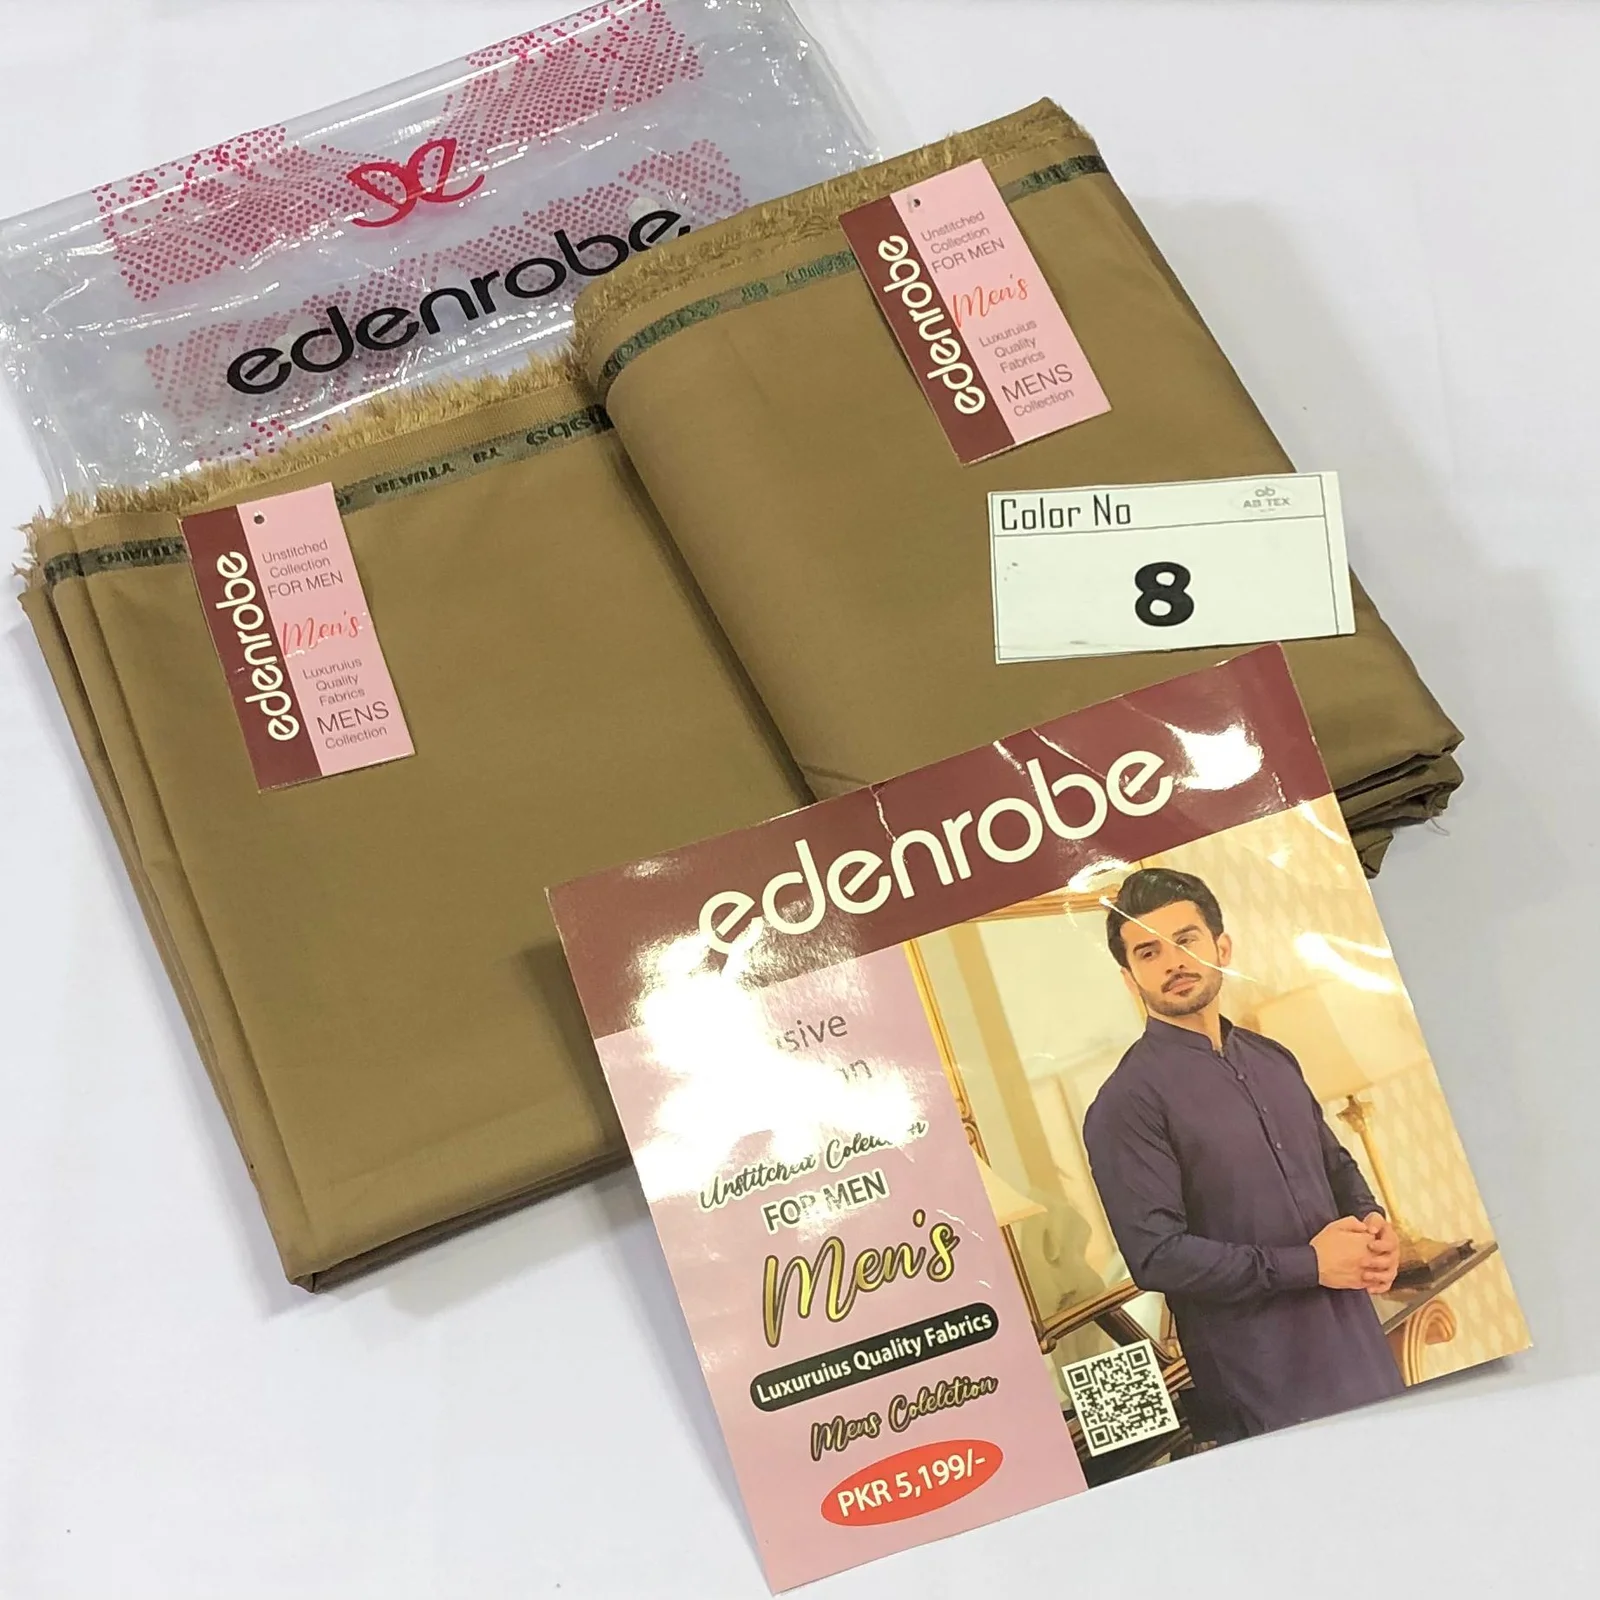 edenrobe
edenrobe
Unstitched
Collection
FOR MEN
Men's
Luxuruius
Quality
Fabrics
MENS
Collection
edenrobe
Unstitched
Collection
FOR MEN
Men's
Luxuruius
Quality
Fabrics
MENS
Collection
Color No
ab
AB TEX
8
edenrobe
FOR MEN
Men's
Luxuruius Quality Fabrics
Mens Colelction
PKR 5,199/-